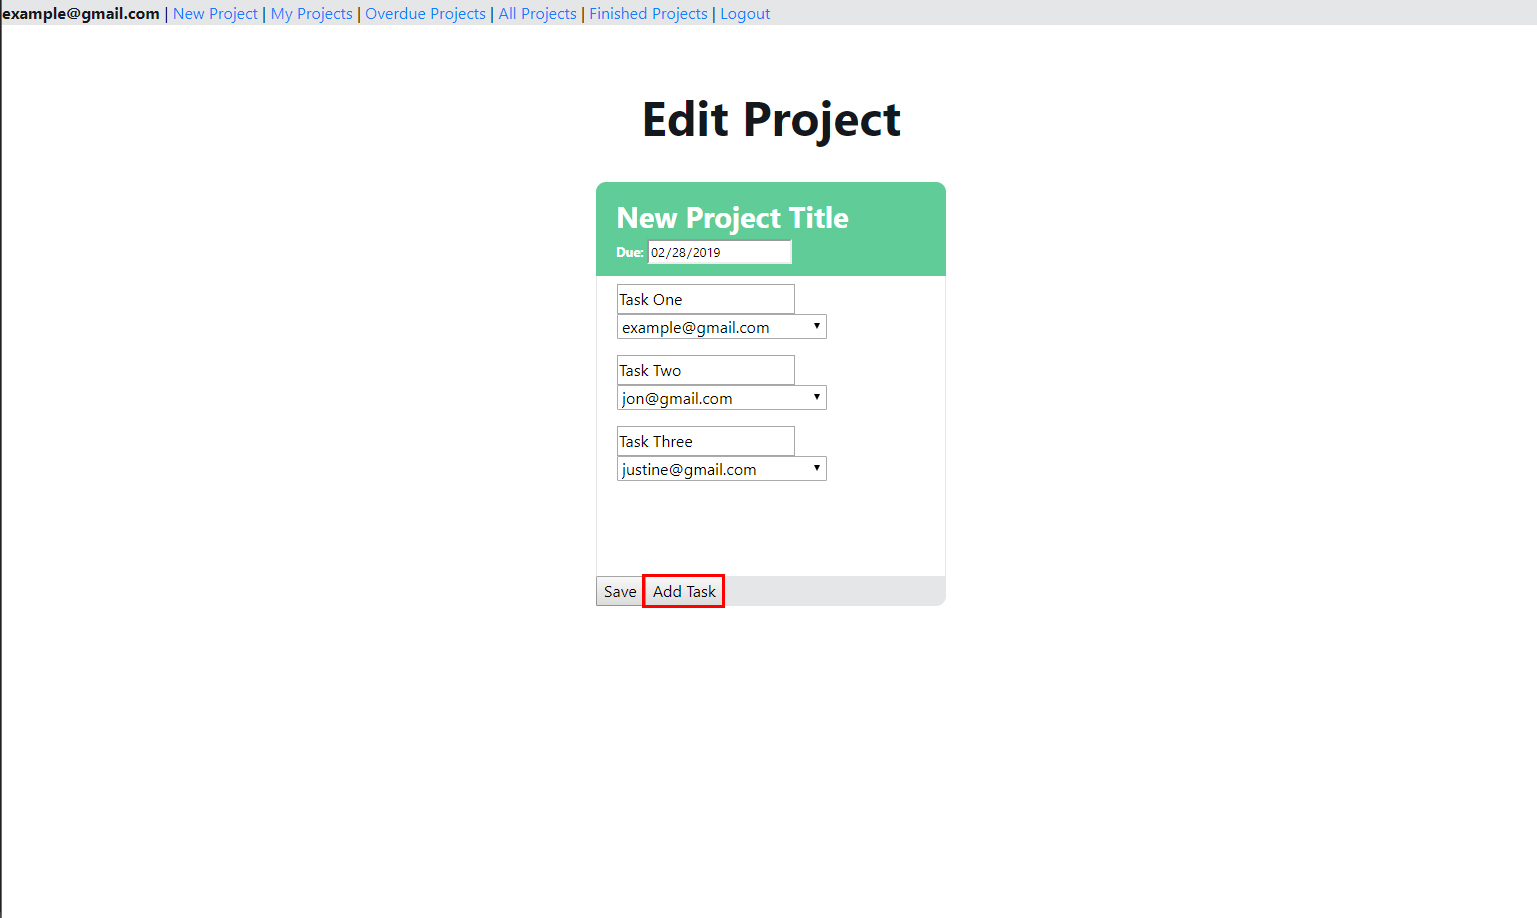 example@gmail.com | New Project | My Projects | Overdue Projects | All Projects | Finished Projects | Logout
Edit Project
New Project Title
Due: 02/28/2019
Task One
example@gmail.com
Task Two
jon@gmail.com
Task Three
justine@gmail.com
Save Add Task